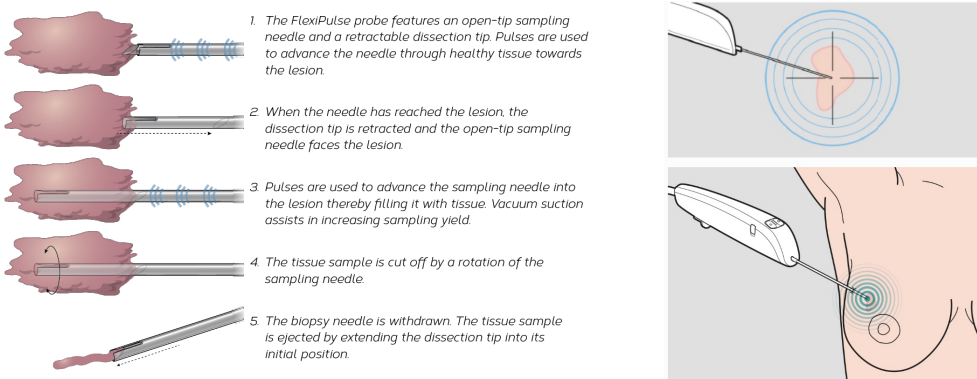 1. The FlexiPulse probe features an open-tip sampling
needle and a retractable dissection tip. Pulses are used
to advance the needle through healthy tissue towards
the lesion.
2. When the needle has reached the lesion, the
dissection tip is retracted and the open-tip sampling
needle faces the lesion.
3. Pulses are used to advance the sampling needle into
the lesion thereby filling it with tissue. Vacuum suction
assists in increasing sampling yield.
4. The tissue sample is cut off by a rotation of the
sampling needle.
5. The biopsy needle is withdrawn. The tissue sample
is ejected by extending the dissection tip into its
initial position.